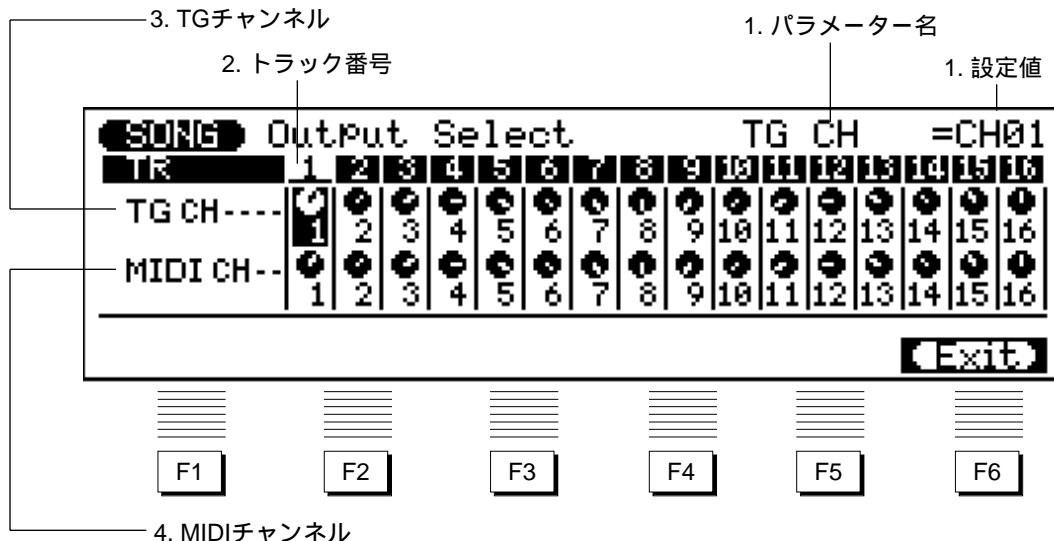 3. TGチャンネル
1. パラメーター名
2. トラック番号
1. 設定値
SONG Output Select TG CH =CH01
TR 1 2 3 4 5 6 7 8 9 10 11 12 13 14 15 16
TG CH----
1 2 3 4 5 6 7 8 9 10 11 12 13 14 15 16
MIDI CH--
1 2 3 4 5 6 7 8 9 10 11 12 13 14 15 16
Exit
F1 F2 F3 F4 F5 F6
4. MIDIチャンネル